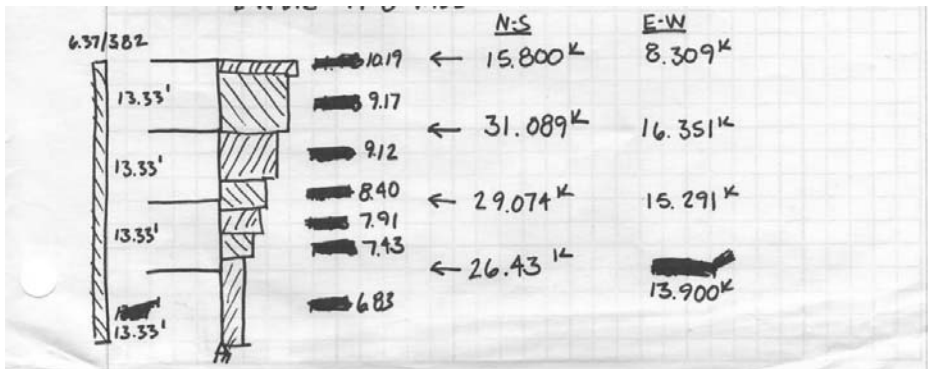 N-S E-W
6.37/3.82
10.19 ← 15.800ᴷ 8.309ᴷ
13.33'
9.17
← 31.089ᴷ 16.351ᴷ
9.12
13.33'
8.40
← 29.074ᴷ 15.291ᴷ
7.91
13.33'
7.43
← 26.43ᴷ
13.900ᴷ
6.83
13.33'